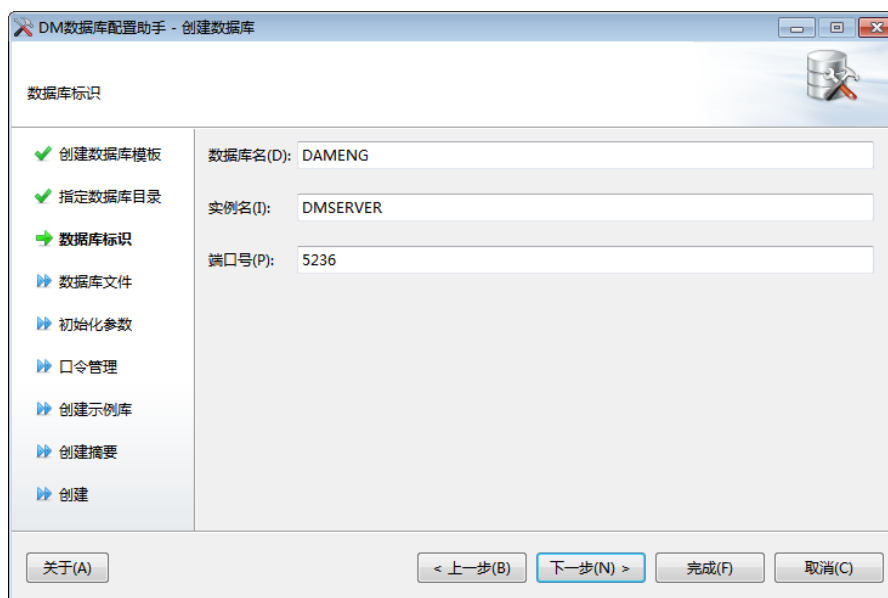 DM数据库配置助手 - 创建数据库
数据库标识
创建数据库模板
指定数据库目录
数据库标识
数据库文件
初始化参数
口令管理
创建示例库
创建摘要
创建
数据库名(D): DAMENG
实例名(I): DMSERVER
端口号(P): 5236
关于(A) < 上一步(B) 下一步(N) > 完成(F) 取消(C)